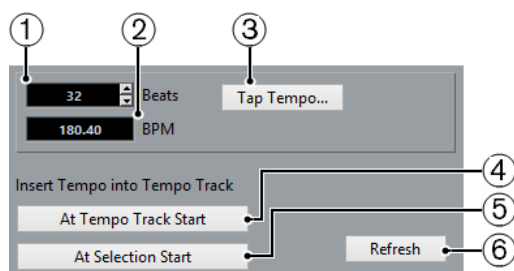 1 2 3
32 Beats Tap Tempo...
180.40 BPM
Insert Tempo into Tempo Track
At Tempo Track Start 4
5
At Selection Start Refresh 6